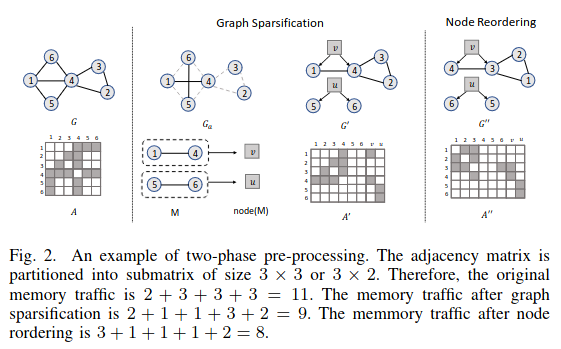 Graph Sparsification
Node Reordering
6
1
4
3
2
5
G
6
1
4
3
2
5
Gₐ
v
1
4
3
2
u
5
6
G'
v
4
3
2
1
u
6
5
G''
1 2 3 4 5 6
1
2
3
4
5
6
A
1
4
v
5
6
u
M
node(M)
1 2 3 4 5 6 v u
1
2
3
4
5
6
A'
1 2 3 4 5 6 v u
1
2
3
4
5
6
A''
Fig. 2. An example of two-phase pre-processing. The adjacency matrix is
partitioned into submatrix of size 3 × 3 or 3 × 2. Therefore, the original
memory traffic is 2 + 3 + 3 + 3 = 11. The memory traffic after graph
sparsification is 2 + 1 + 1 + 3 + 2 = 9. The memmory traffic after node
rordering is 3 + 1 + 1 + 1 + 2 = 8.